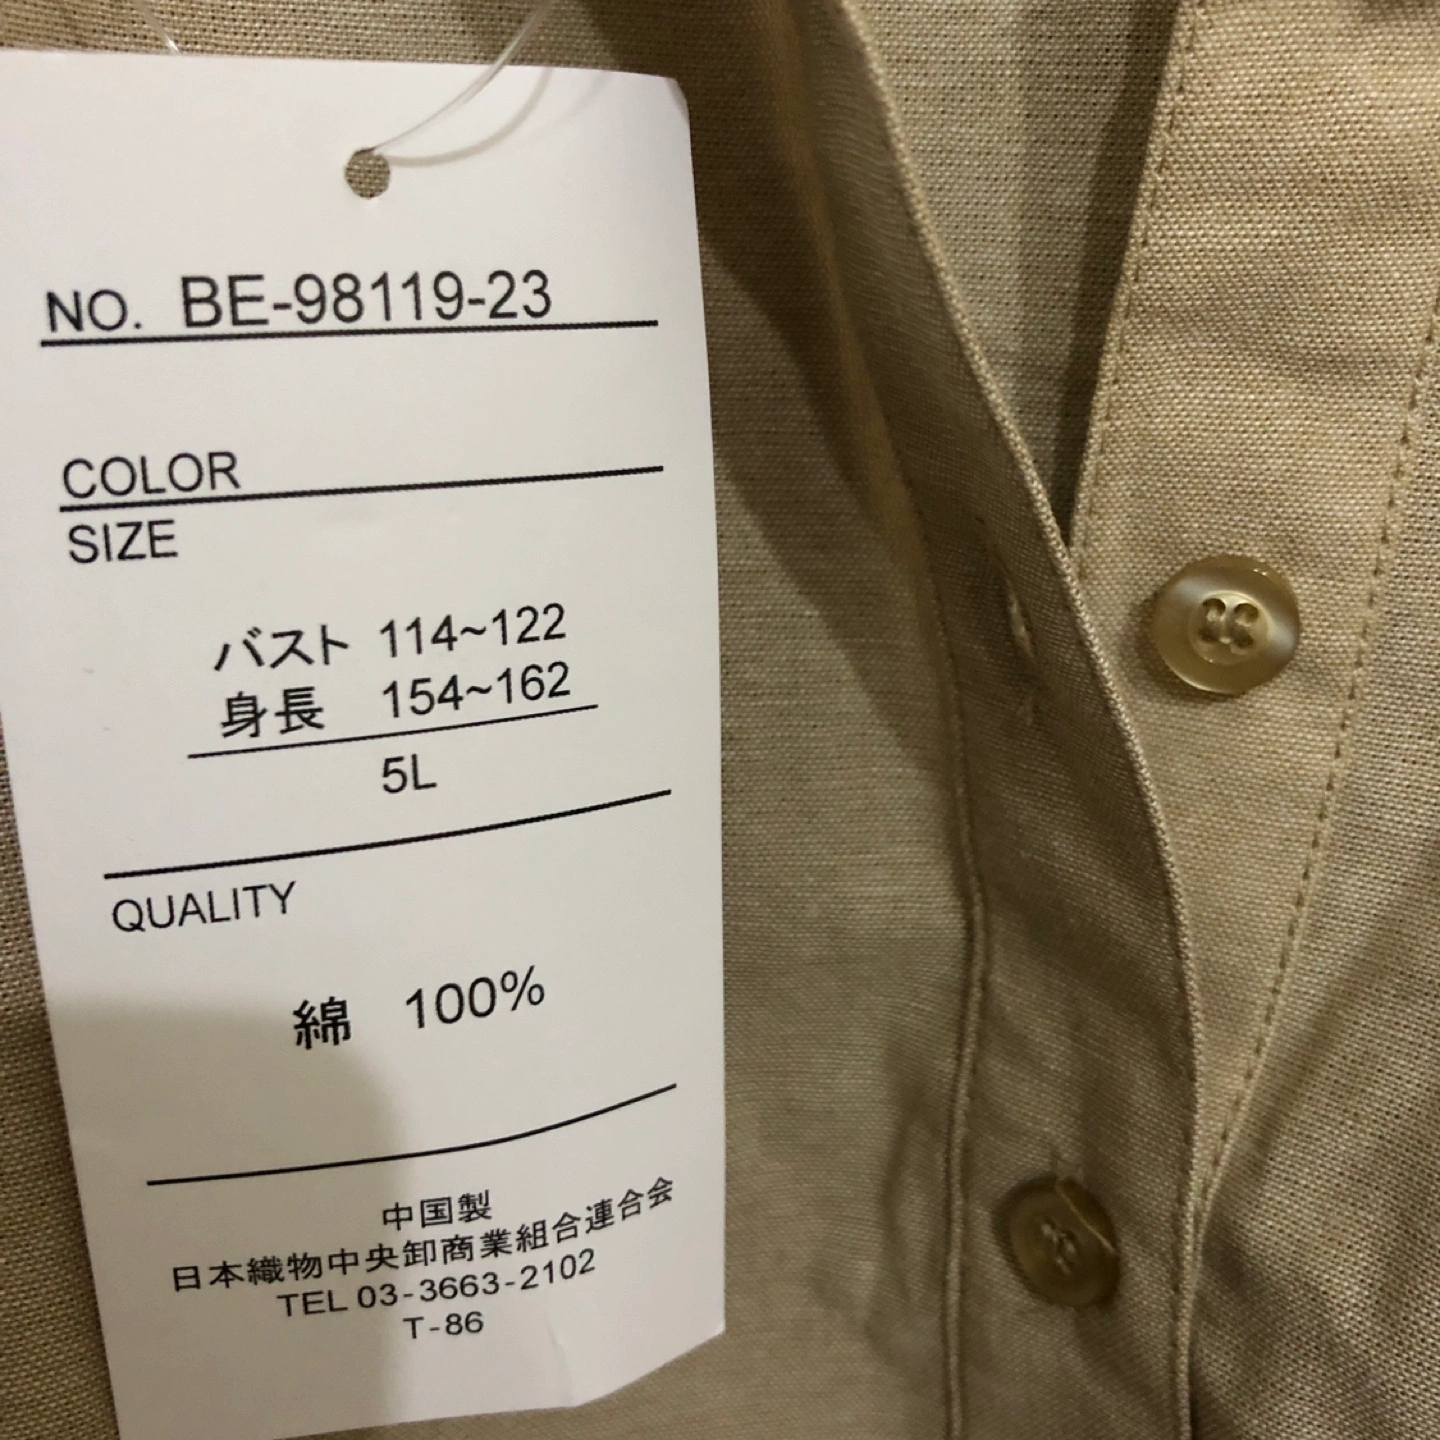 NO. BE-98119-23
COLOR
SIZE
バスト 114~122
身長 154~162
5L
QUALITY
綿 100%
中国製
日本織物中央卸商業組合連合会
TEL 03-3663-2102
T-86